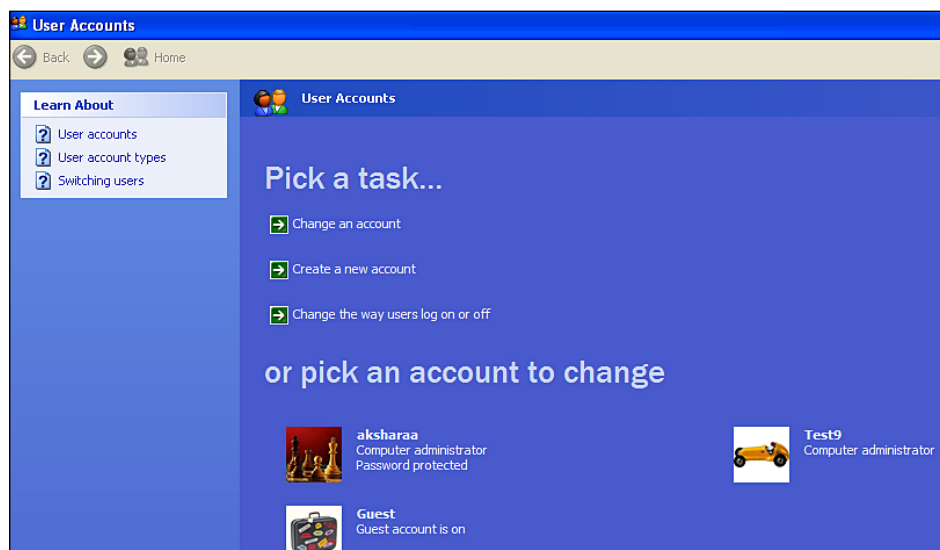 User Accounts
Back Home
Learn About
User accounts
User account types
Switching users
User Accounts
Pick a task...
Change an account
Create a new account
Change the way users log on or off
or pick an account to change
aksharaa
Computer administrator
Password protected
Test9
Computer administrator
Guest
Guest account is on